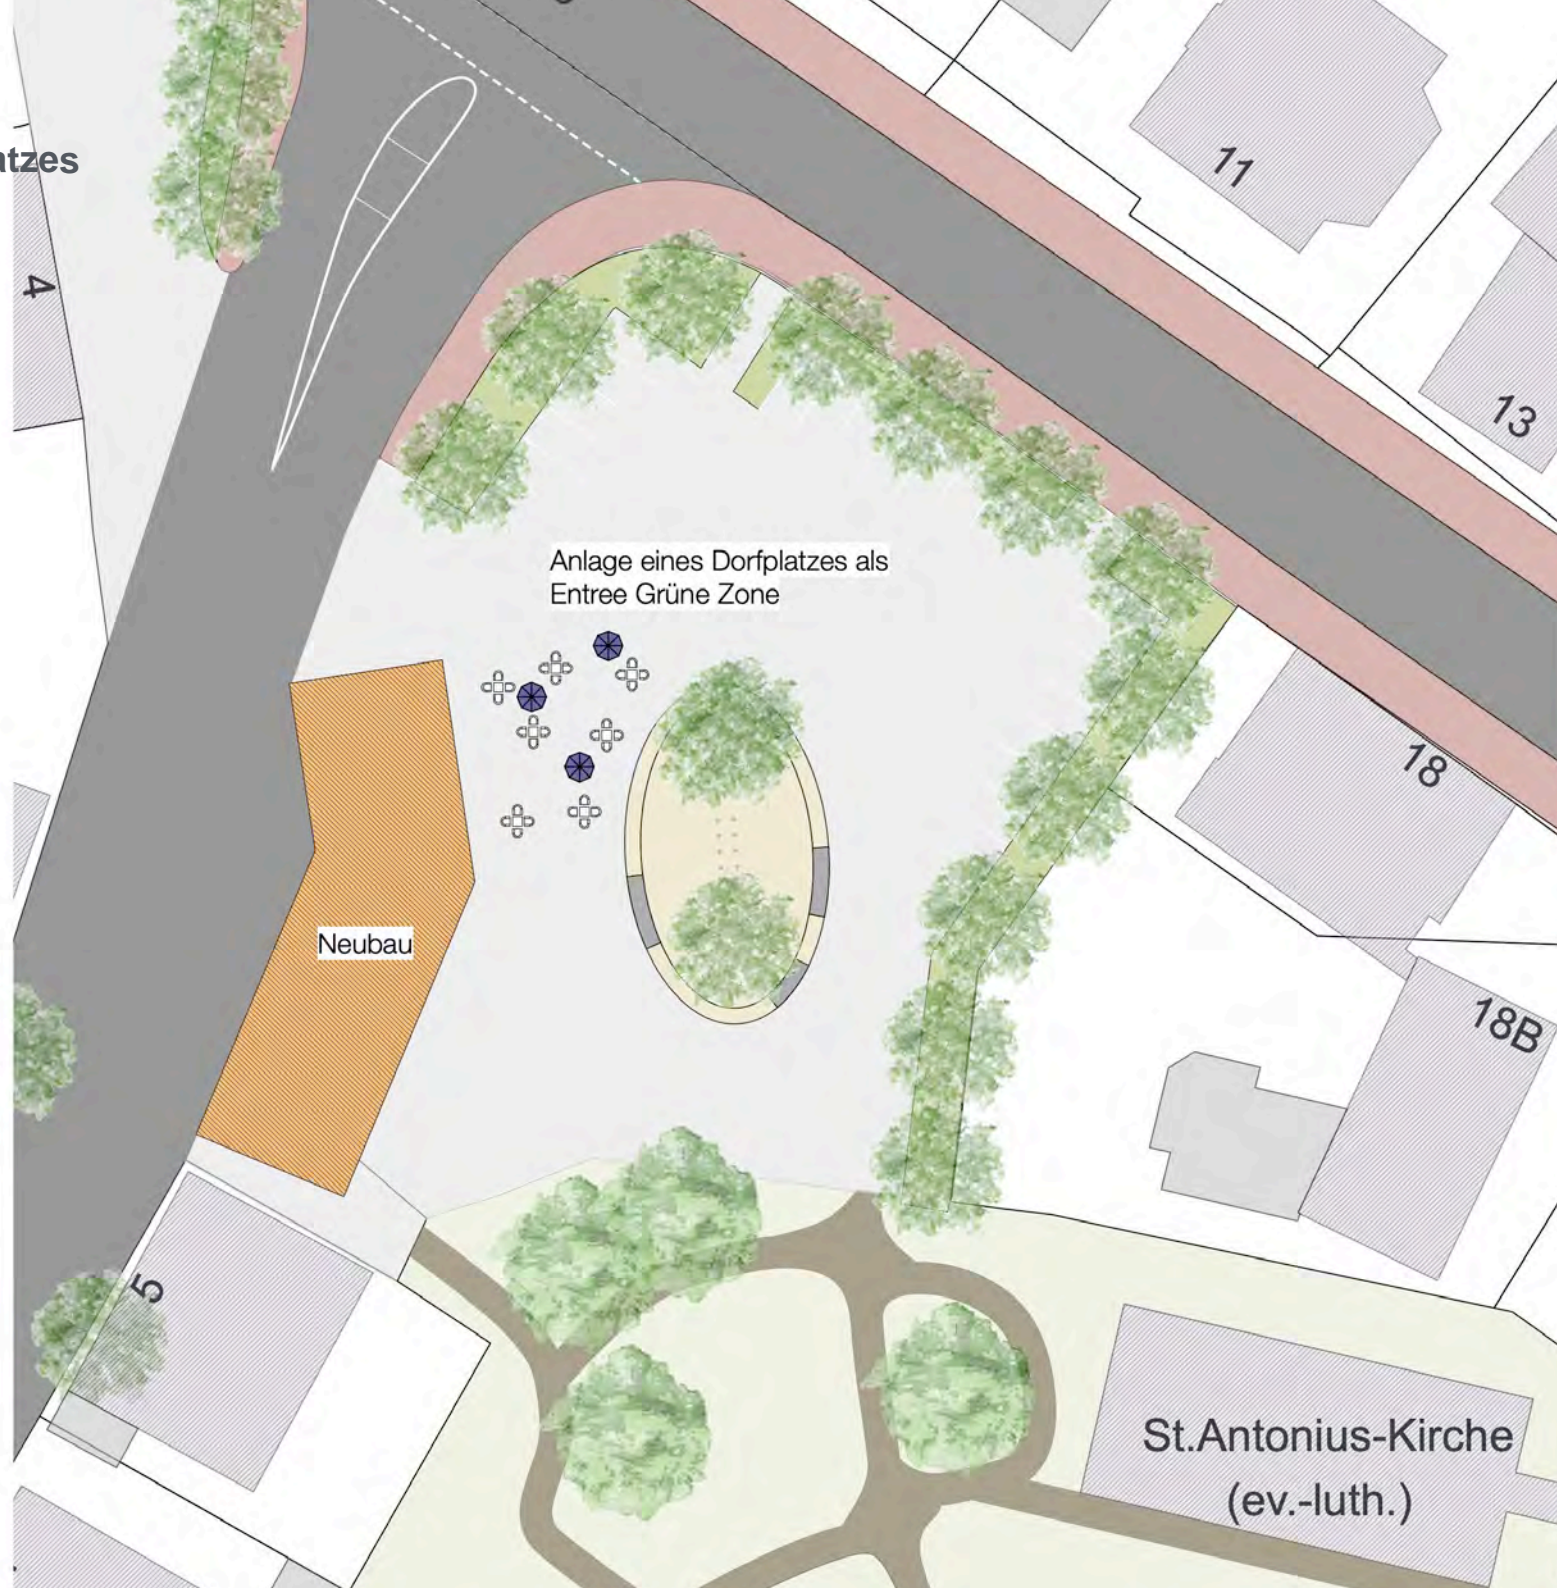 atzes
11
4
13
Anlage eines Dorfplatzes als
Entree Grüne Zone
18
Neubau
18B
5
St.Antonius-Kirche
(ev.-luth.)